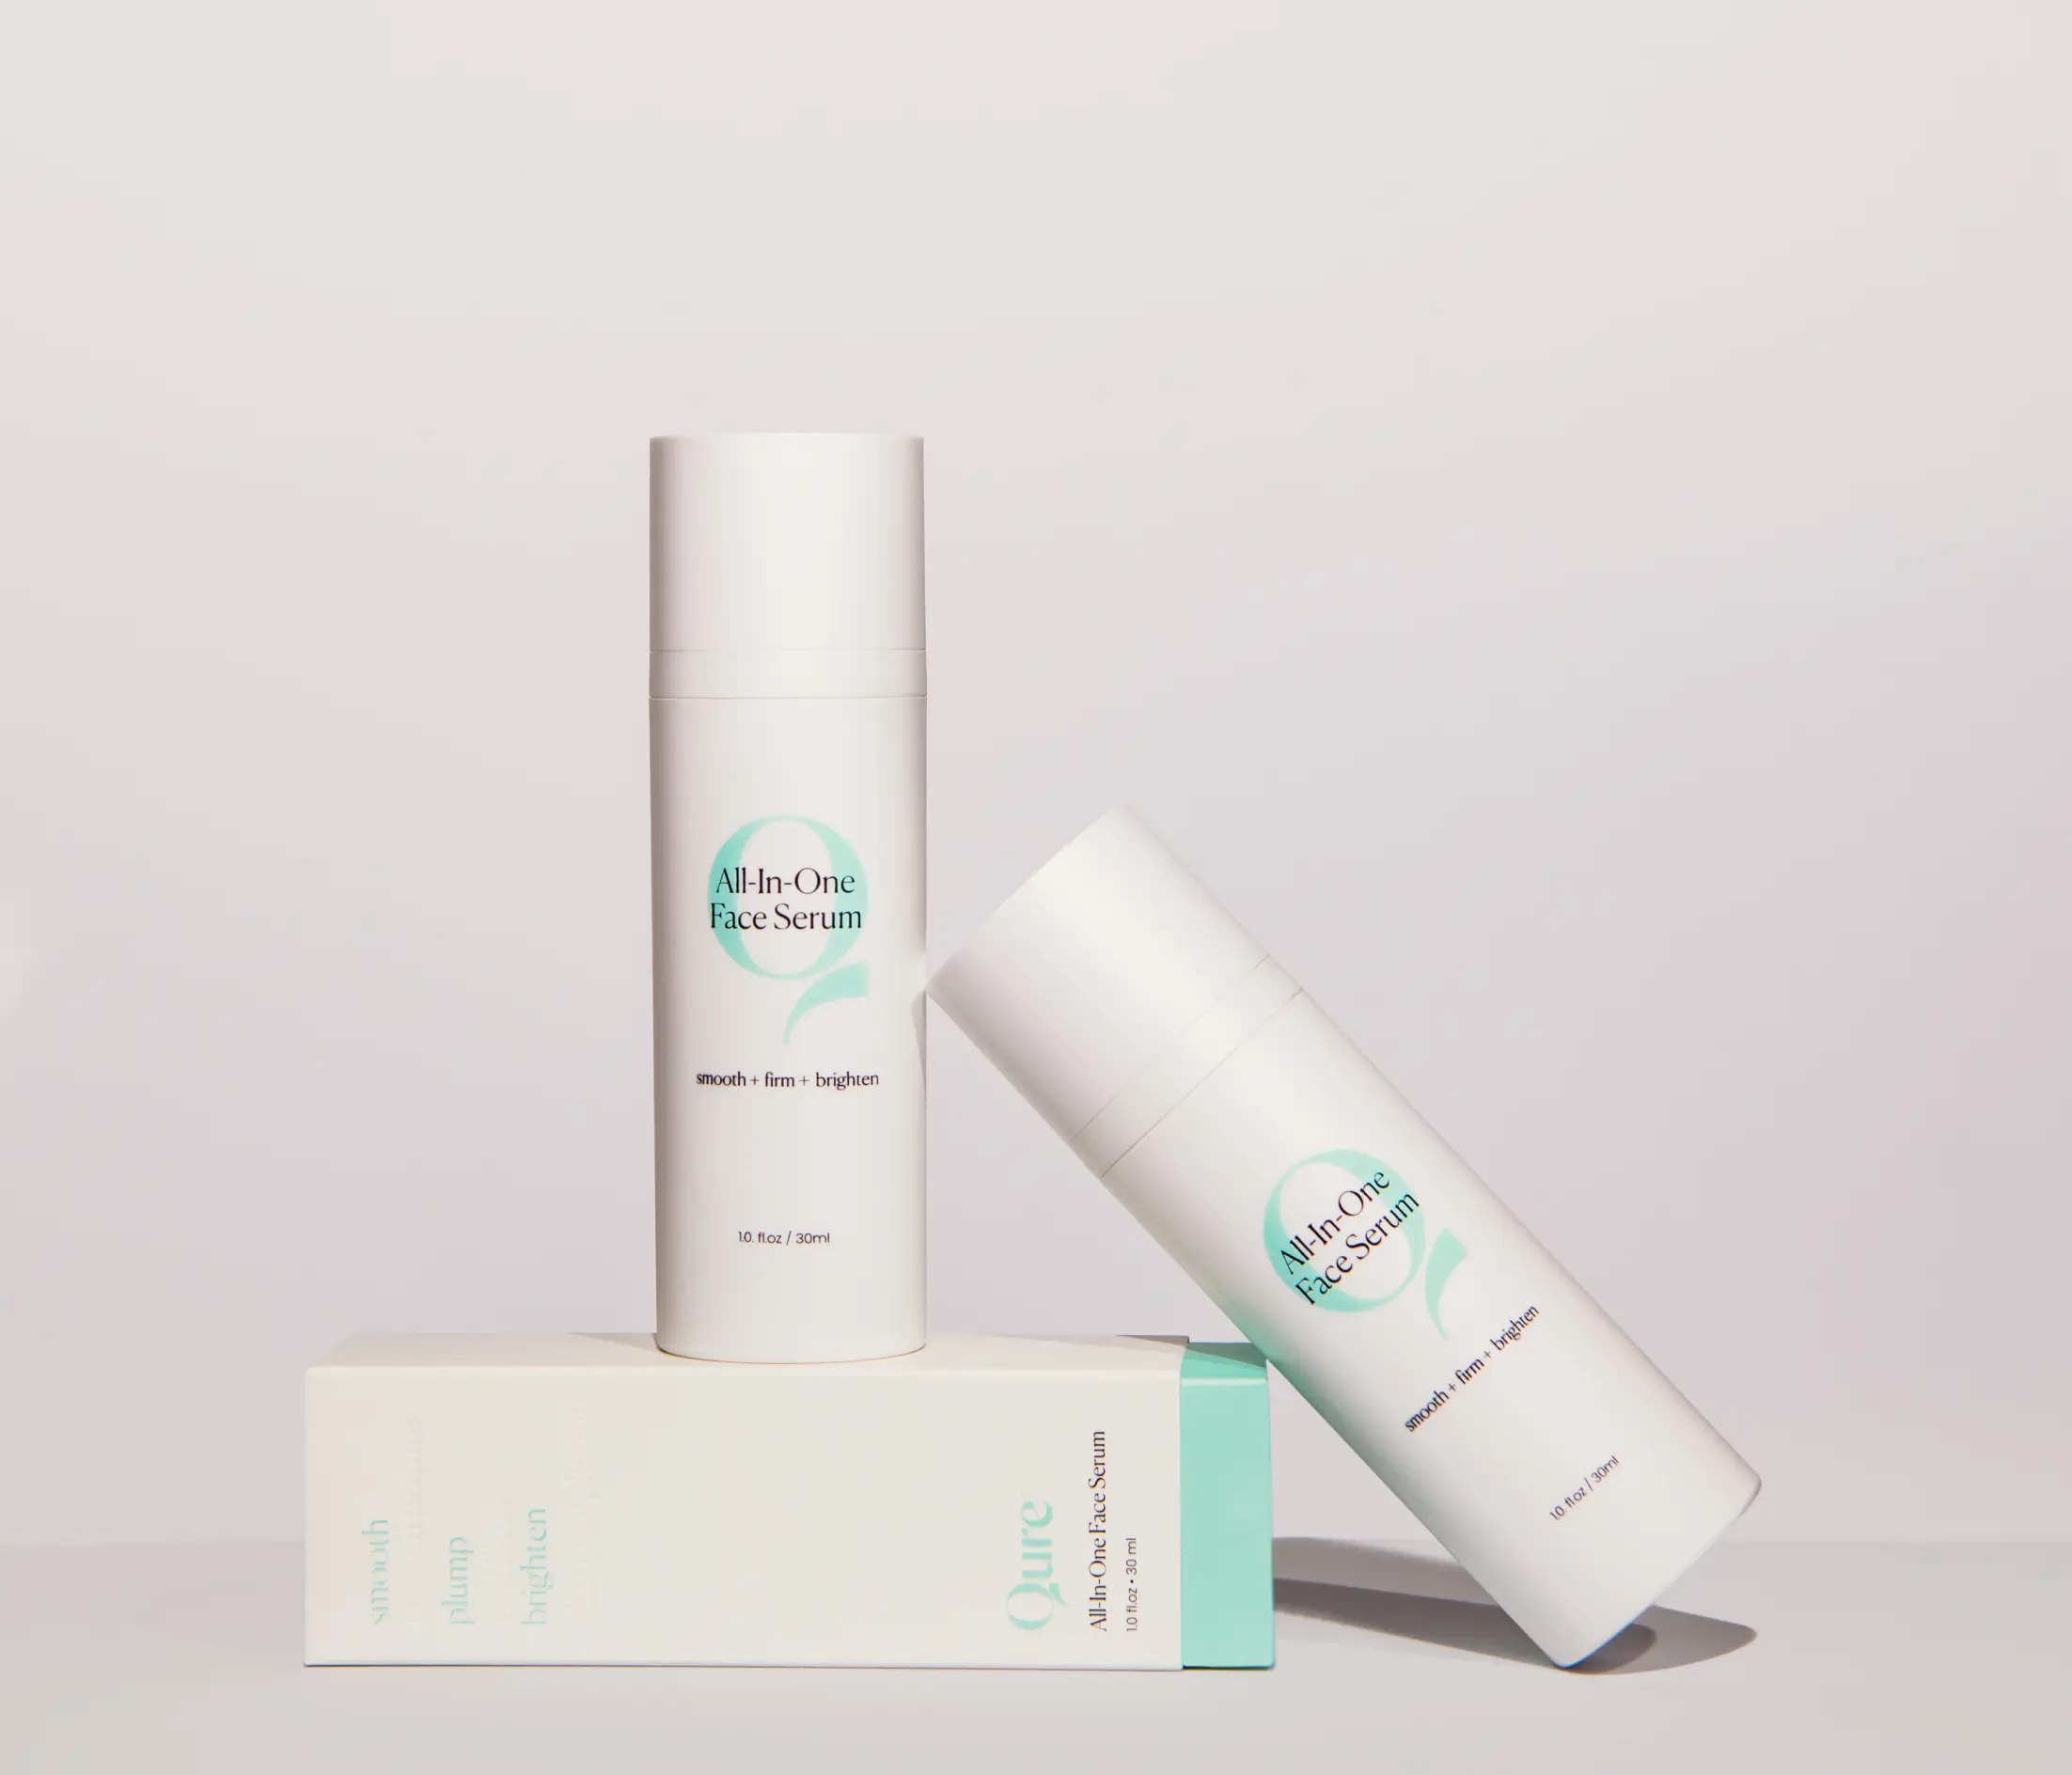 All-In-One
Face Serum
smooth + firm + brighten
1.0. fl.oz / 30ml
All-In-One
Face Serum
smooth + firm + brighten
1.0. fl.oz / 30ml
smooth
plump
brighten
Qure
All-In-One Face Serum
1.0 fl.oz • 30 ml